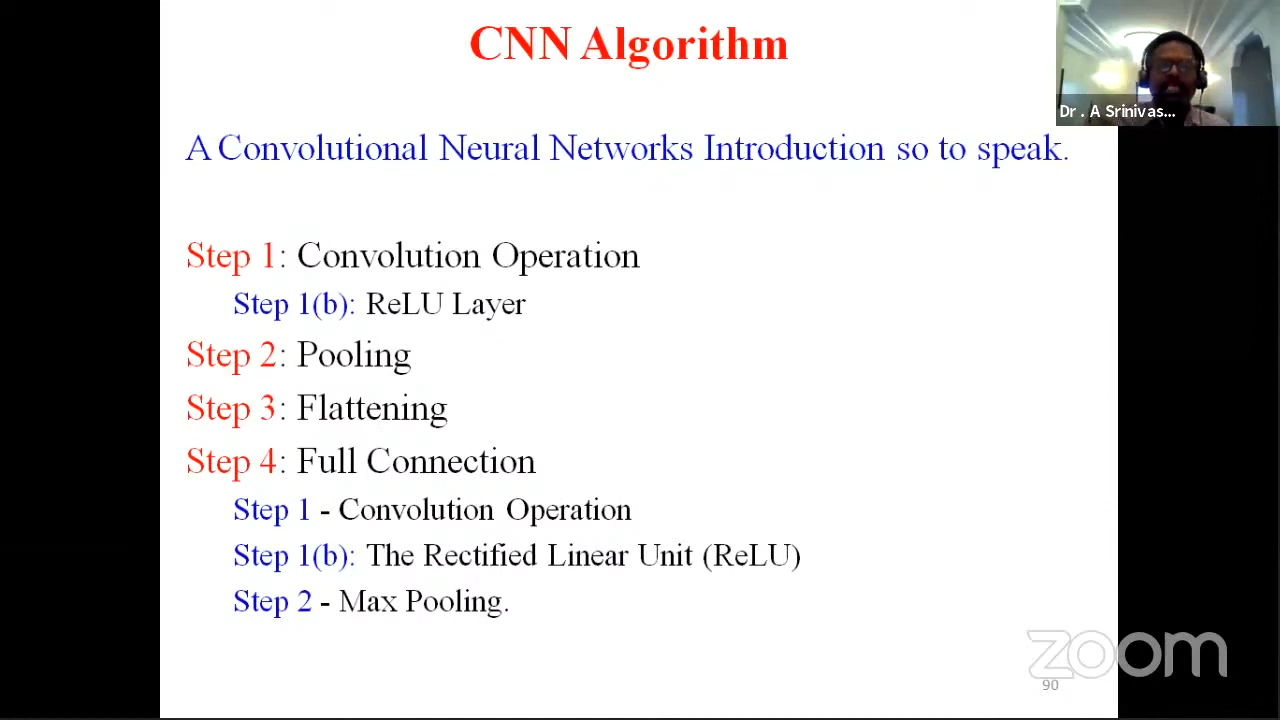 CNN Algorithm
Dr . A Srinivas...
A Convolutional Neural Networks Introduction so to speak.
Step 1: Convolution Operation
Step 1(b): ReLU Layer
Step 2: Pooling
Step 3: Flattening
Step 4: Full Connection
Step 1 - Convolution Operation
Step 1(b): The Rectified Linear Unit (ReLU)
Step 2 - Max Pooling.
zoom
90